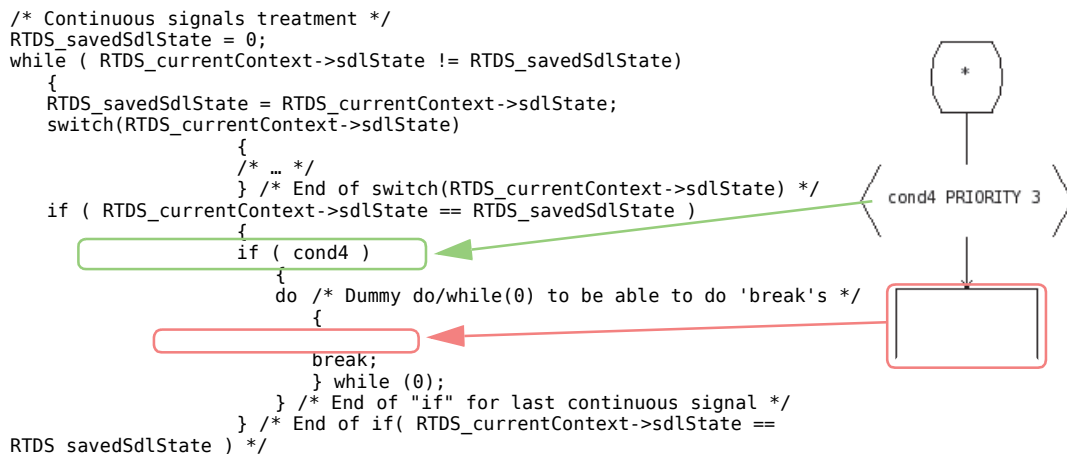 /* Continuous signals treatment */
RTDS_savedSdlState = 0;
while ( RTDS_currentContext->sdlState != RTDS_savedSdlState)
{
RTDS_savedSdlState = RTDS_currentContext->sdlState;
switch(RTDS_currentContext->sdlState)
{
/* … */
} /* End of switch(RTDS_currentContext->sdlState) */
if ( RTDS_currentContext->sdlState == RTDS_savedSdlState )
{
if ( cond4 )
{
do /* Dummy do/while(0) to be able to do 'break's */
{
break;
} while (0);
} /* End of "if" for last continuous signal */
} /* End of if( RTDS_currentContext->sdlState ==
RTDS_savedSdlState ) */
*
cond4 PRIORITY 3